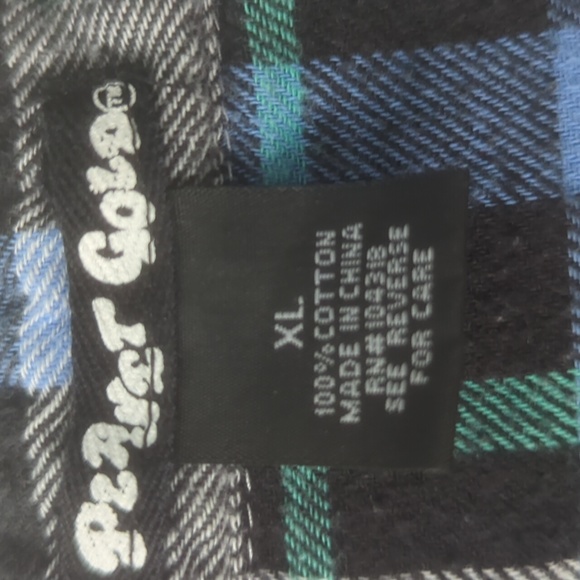 PLANET GOLD
XL
100% COTTON
MADE IN CHINA
RN#104318
SEE REVERSE
FOR CARE